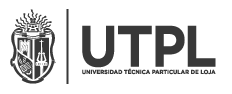 UTPL
UNIVERSIDAD TÉCNICA PARTICULAR DE LOJA